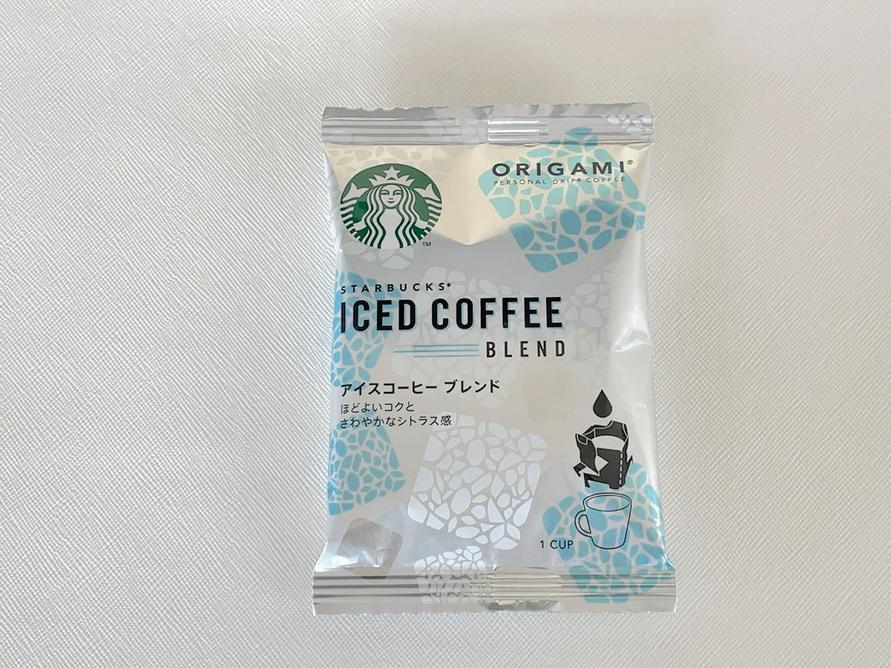 ORIGAMI®
PERSONAL DRIP® COFFEE
TM
STARBUCKS®
ICED COFFEE
BLEND
アイスコーヒー ブレンド
ほどよいコクと
さわやかなシトラス感
1 CUP